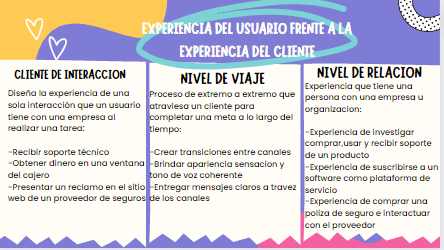 EXPERIENCIA DEL USUARIO FRENTE A LA
EXPERIENCIA DEL CLIENTE
CLIENTE DE INTERACCION
Diseña la experiencia de una
sola interacción que un usuario
tiene con una empresa al
realizar una tarea:
-Recibir soporte técnico
-Obtener dinero en una ventana
del cajero
-Presentar un reclamo en el sitio
web de un proveedor de seguros
NIVEL DE VIAJE
Proceso de extremo a extremo que
atraviesa un cliente para
completar una meta a lo largo del
tiempo:
-Crear transiciones entre canales
-Brindar apariencia sensacion y
tono de voz coherente
-Entregar mensajes claros a travez
de los canales
NIVEL DE RELACION
Experiencia que tiene una
persona con una empresa u
organizacion:
-Experiencia de investigar
comprar,usar y recibir soporte
de un producto
-Experiencia de suscribirse a un
software como plataforma de
servicio
-Experiencia de comprar una
poliza de seguro e interactuar
con el proveedor